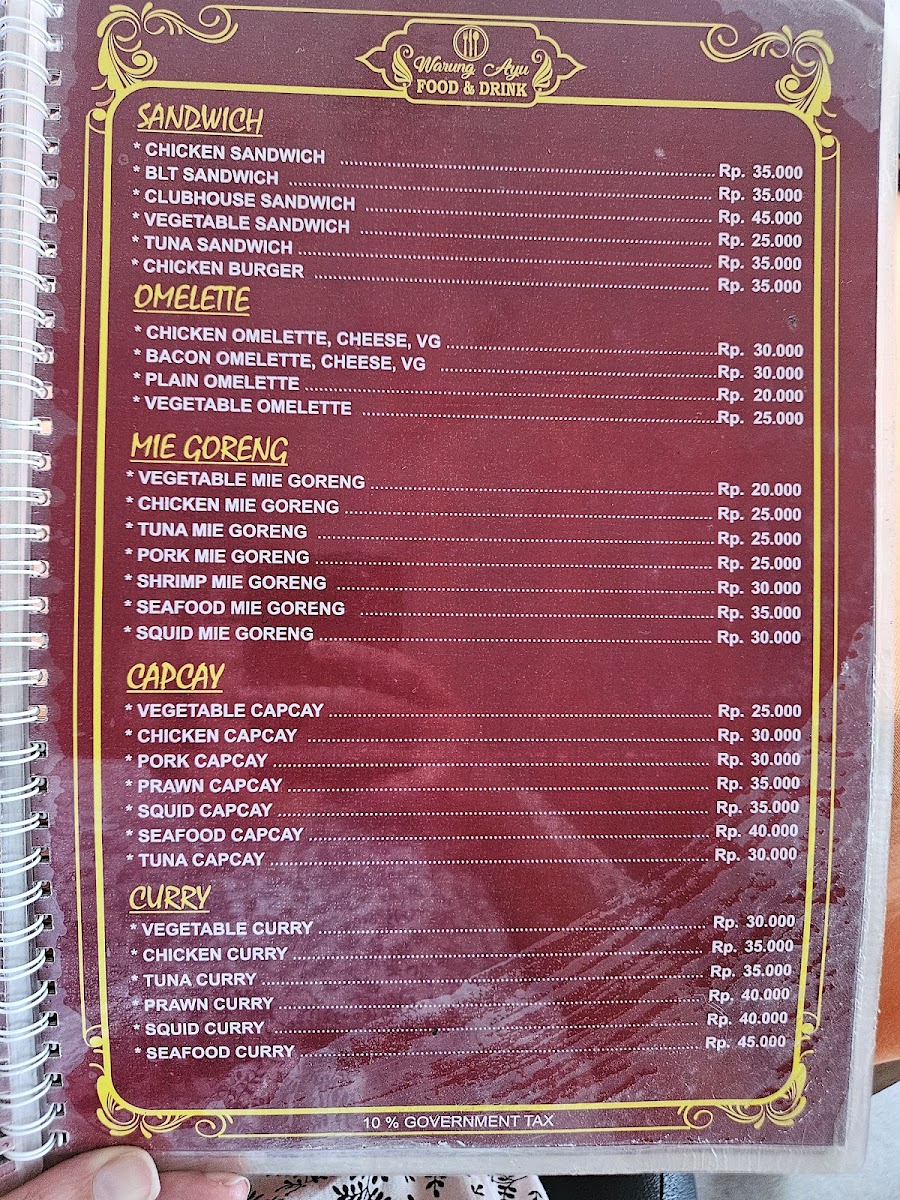 Warung Ayu
FOOD & DRINK
SANDWICH
* CHICKEN SANDWICH ........ Rp. 35.000
* BLT SANDWICH ........ Rp. 35.000
* CLUBHOUSE SANDWICH ........ Rp. 45.000
* VEGETABLE SANDWICH ........ Rp. 25.000
* TUNA SANDWICH ........ Rp. 35.000
* CHICKEN BURGER ........ Rp. 35.000
OMELETTE
* CHICKEN OMELETTE, CHEESE, VG ........ Rp. 30.000
* BACON OMELETTE, CHEESE, VG ........ Rp. 30.000
* PLAIN OMELETTE ........ Rp. 20.000
* VEGETABLE OMELETTE ........ Rp. 25.000
MIE GORENG
* VEGETABLE MIE GORENG ........ Rp. 20.000
* CHICKEN MIE GORENG ........ Rp. 25.000
* TUNA MIE GORENG ........ Rp. 25.000
* PORK MIE GORENG ........ Rp. 25.000
* SHRIMP MIE GORENG ........ Rp. 30.000
* SEAFOOD MIE GORENG ........ Rp. 35.000
* SQUID MIE GORENG ........ Rp. 30.000
CAPCAY
* VEGETABLE CAPCAY ........ Rp. 25.000
* CHICKEN CAPCAY ........ Rp. 30.000
* PORK CAPCAY ........ Rp. 30.000
* PRAWN CAPCAY ........ Rp. 35.000
* SQUID CAPCAY ........ Rp. 35.000
* SEAFOOD CAPCAY ........ Rp. 40.000
* TUNA CAPCAY ........ Rp. 30.000
CURRY
* VEGETABLE CURRY ........ Rp. 30.000
* CHICKEN CURRY ........ Rp. 35.000
* TUNA CURRY ........ Rp. 35.000
* PRAWN CURRY ........ Rp. 40.000
* SQUID CURRY ........ Rp. 40.000
* SEAFOOD CURRY ........ Rp. 45.000
10 % GOVERNMENT TAX